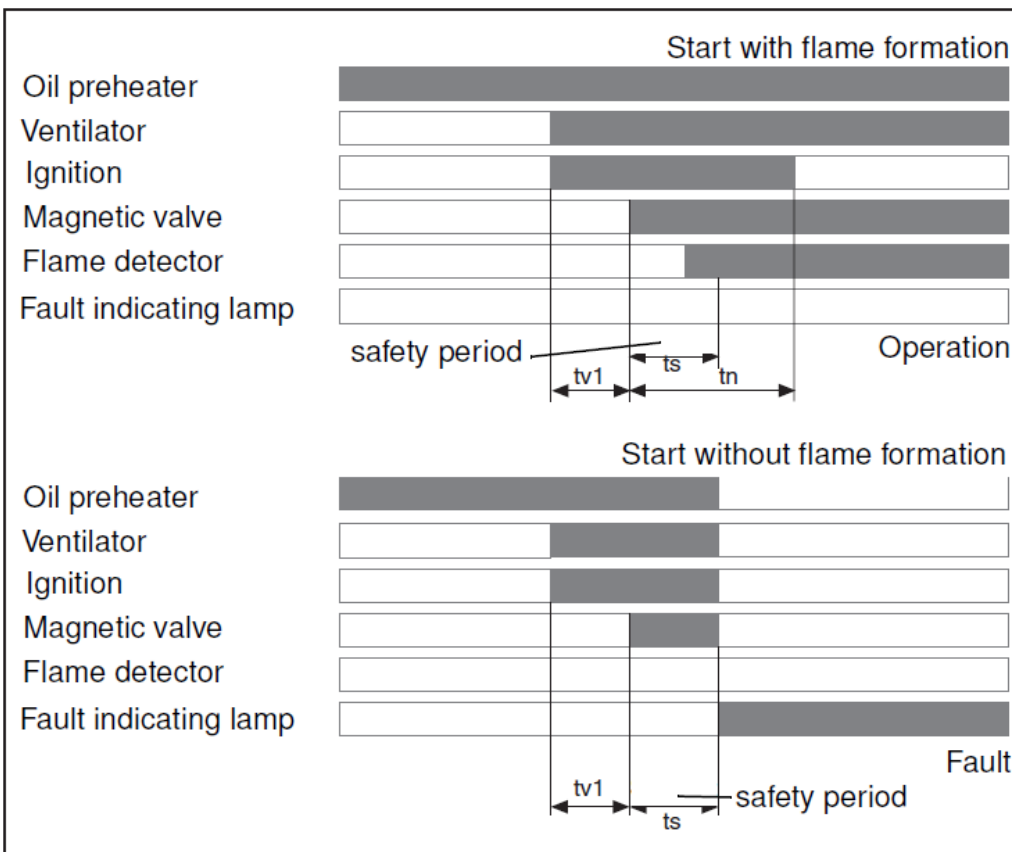 Start with flame formation
Oil preheater
Ventilator
Ignition
Magnetic valve
Flame detector
Fault indicating lamp
Operation
safety period
ts
tv1
tn
Start without flame formation
Oil preheater
Ventilator
Ignition
Magnetic valve
Flame detector
Fault indicating lamp
Fault
tv1
safety period
ts